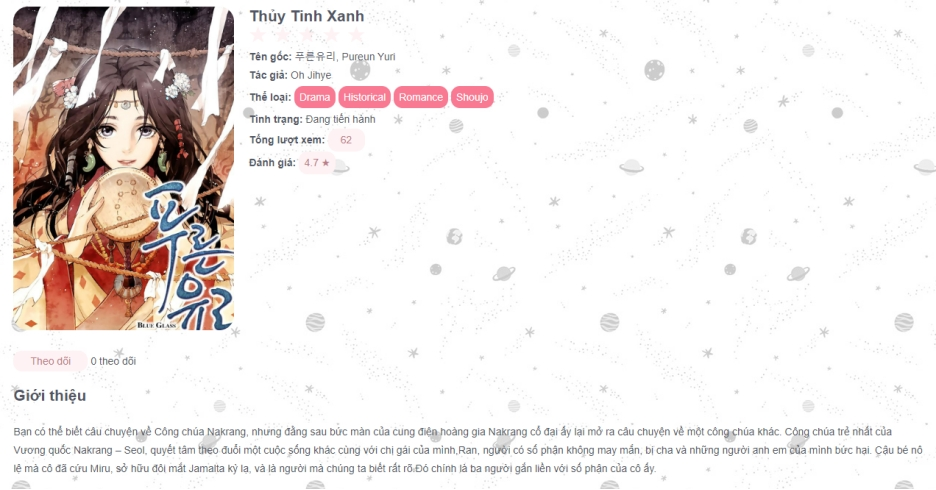 Thủy Tinh Xanh
Tên gốc: 푸른유리, Pureun Yuri
Tác giả: Oh Jihye
Thể loại: Drama Historical Romance Shoujo
Tình trạng: Đang tiến hành
Tổng lượt xem: 62
Đánh giá: 4.7 ★
푸른
유리
BLUE GLASS
Theo dõi 0 theo dõi
Giới thiệu
Bạn có thể biết câu chuyện về Công chúa Nakrang, nhưng đằng sau bức màn của cung điện hoàng gia Nakrang cổ đại ấy lại mở ra câu chuyện về một công chúa khác. Công chúa trẻ nhất của
Vương quốc Nakrang – Seol, quyết tâm theo đuổi một cuộc sống khác cùng với chị gái của mình,Ran, người có số phận không may mắn, bị cha và những người anh em của mình bức hại. Cậu bé nô
lệ mà cô đã cứu Miru, sở hữu đôi mắt Jamalta kỳ lạ, và là người mà chúng ta biết rất rõ.Đó chính là ba người gắn liền với số phận của cô ấy.